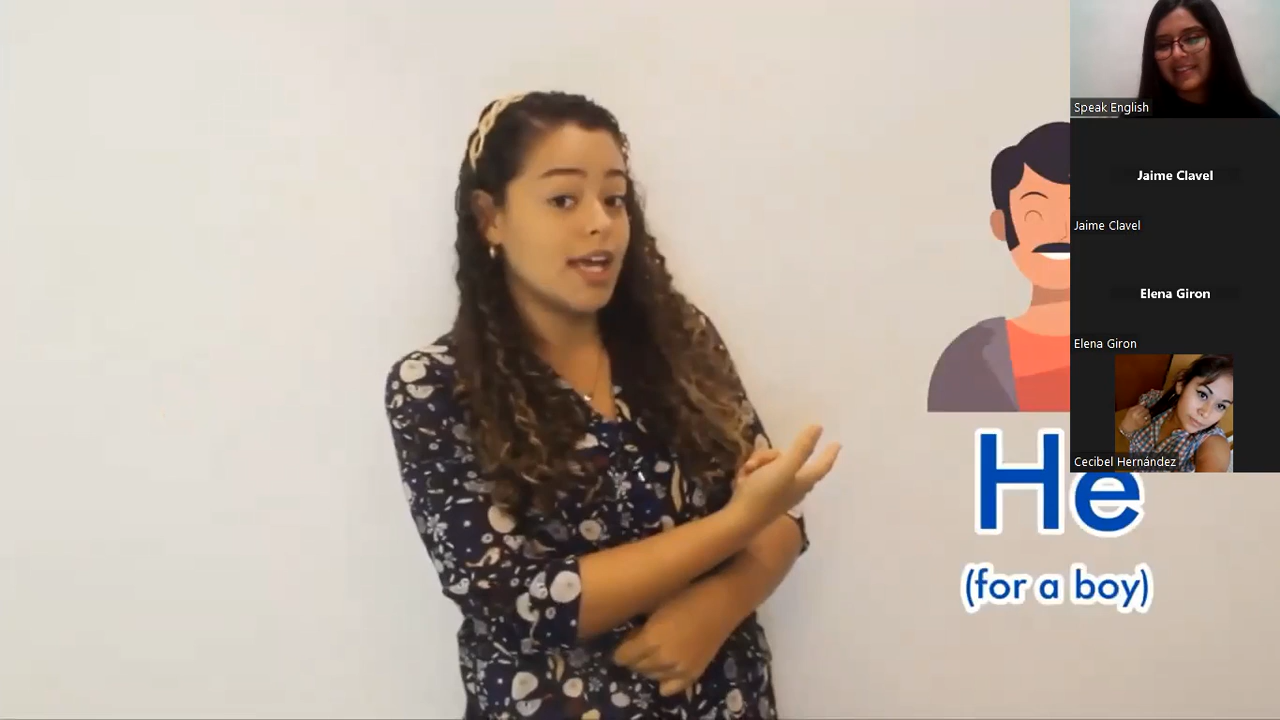 Speak English
Jaime Clavel
Jaime Clavel
Elena Giron
Elena Giron
Cecibel Hernández
He
(for a boy)